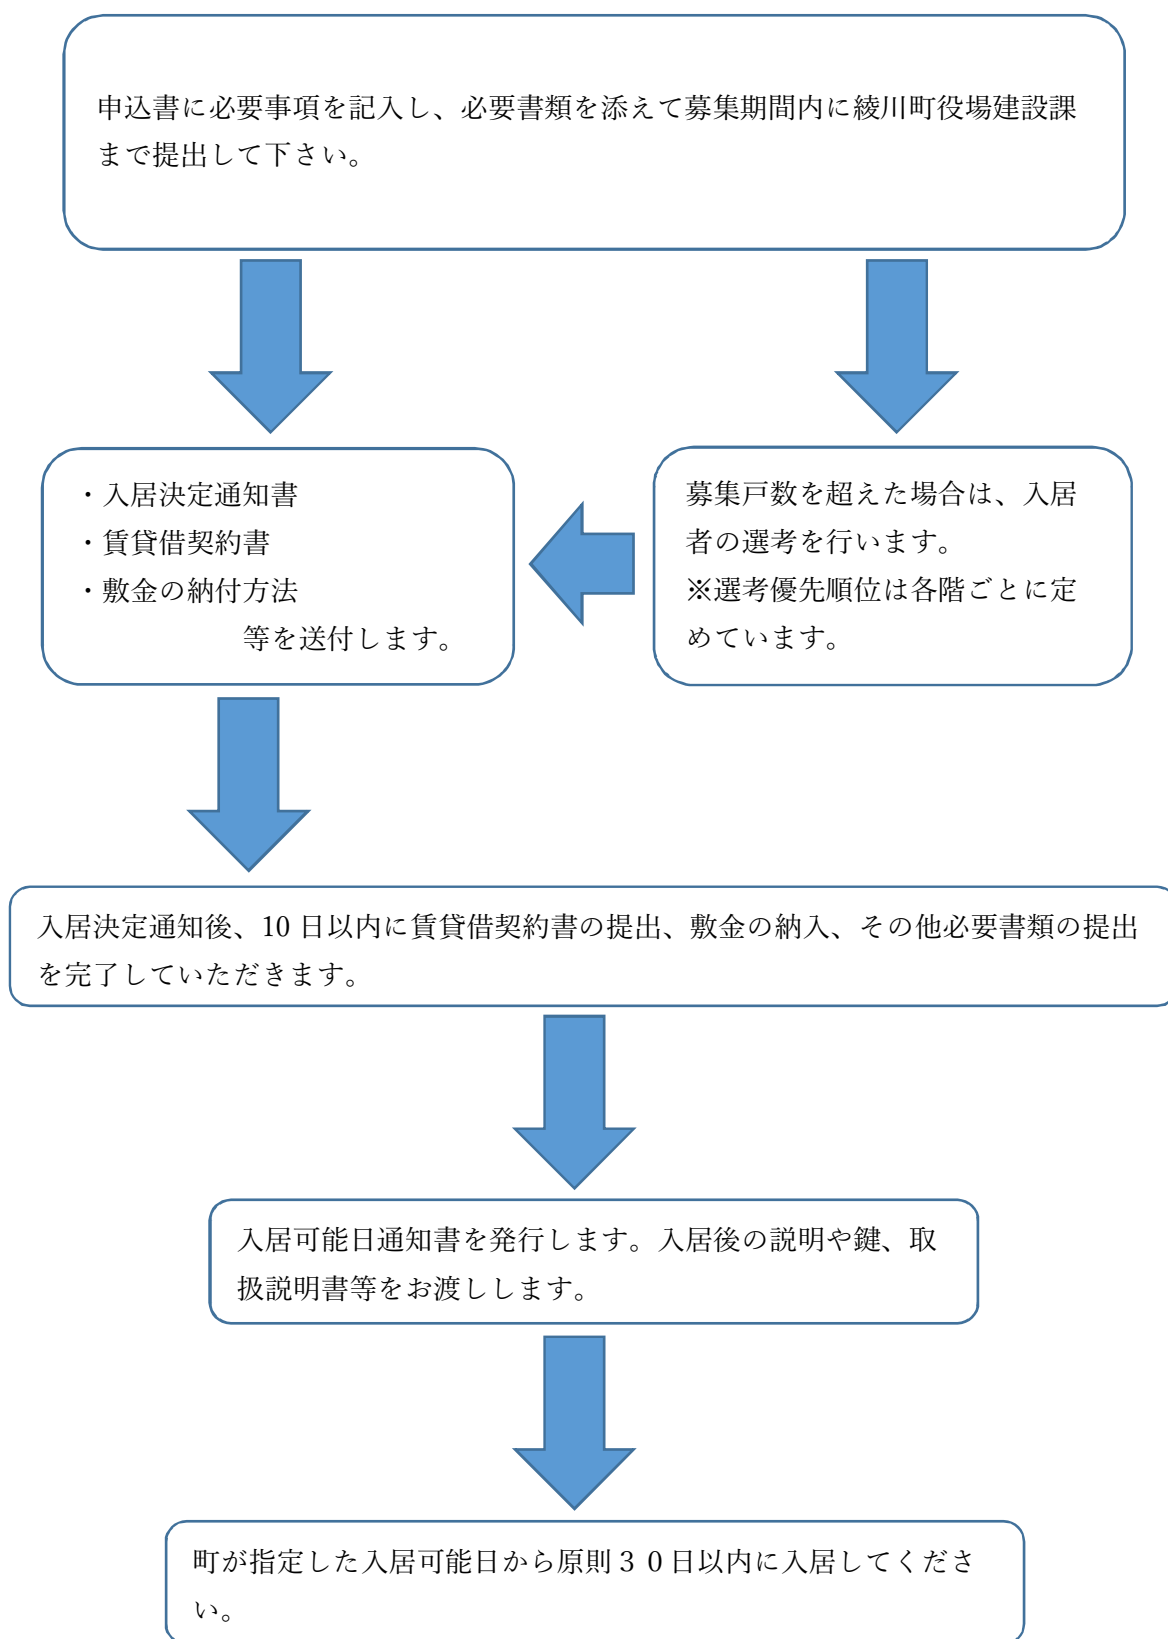 申込書に必要事項を記入し、必要書類を添えて募集期間内に綾川町役場建設課
まで提出して下さい。
・入居決定通知書
・賃貸借契約書
・敷金の納付方法
等を送付します。
募集戸数を超えた場合は、入居
者の選考を行います。
※選考優先順位は各階ごとに定
めています。
入居決定通知後、10 日以内に賃貸借契約書の提出、敷金の納入、その他必要書類の提出
を完了していただきます。
入居可能日通知書を発行します。入居後の説明や鍵、取
扱説明書等をお渡しします。
町が指定した入居可能日から原則３０日以内に入居してくださ
い。